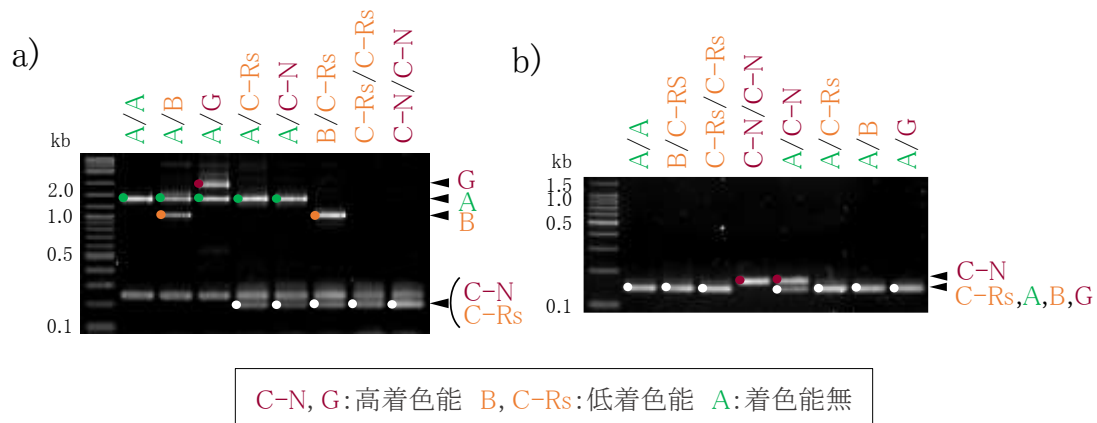 a)
A/A
A/B
A/G
A/C-Rs
A/C-N
B/C-Rs
C-Rs/C-Rs
C-N/C-N
kb
2.0
1.0
0.5
0.1
G
A
B
C-N
C-Rs
b)
A/A
B/C-RS
C-Rs/C-Rs
C-N/C-N
A/C-N
A/C-Rs
A/B
A/G
kb
1.5
1.0
0.5
0.1
C-N
C-Rs,A,B,G
C-N, G:高着色能 B, C-Rs:低着色能 A:着色能無